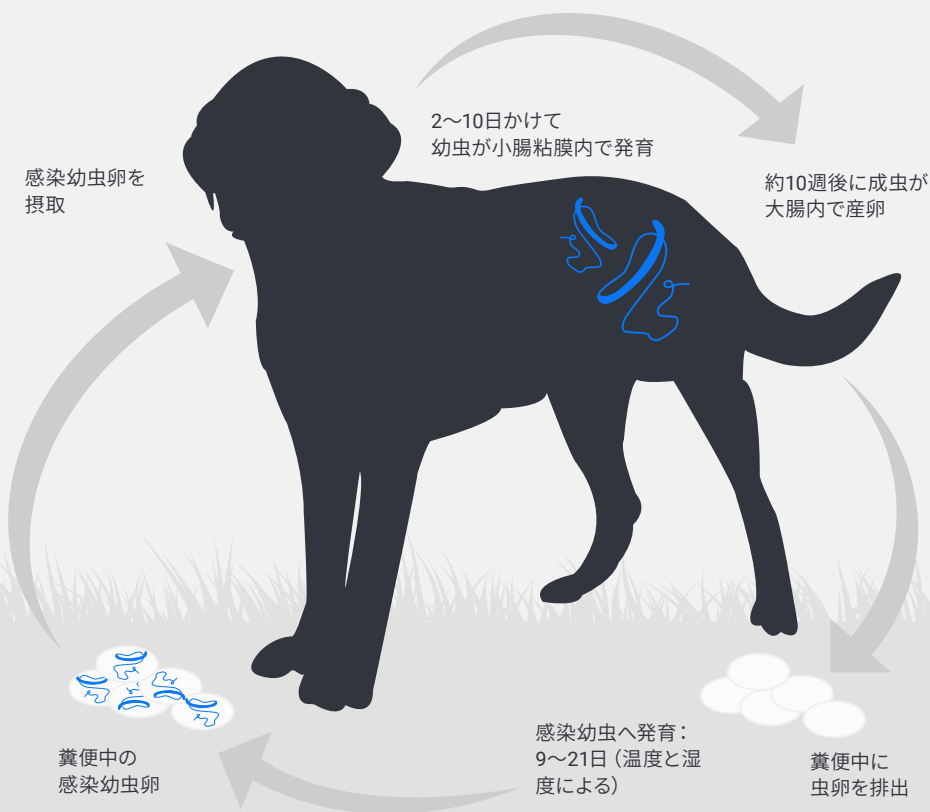 2〜10日かけて
幼虫が小腸粘膜内で発育
感染幼虫卵を
摂取
約10週後に成虫が
大腸内で産卵
感染幼虫へ発育：
9〜21日（温度と湿
度による）
糞便中の
感染幼虫卵
糞便中に
虫卵を排出